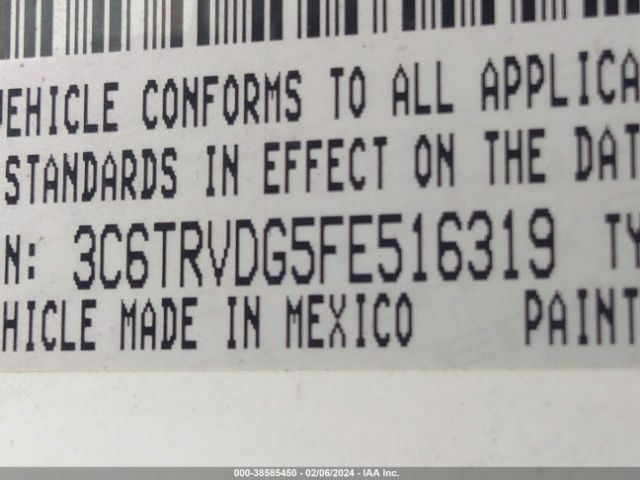 VEHICLE CONFORMS TO ALL APPLICA
STANDARDS IN EFFECT ON THE DAT
N: 3C6TRVDG5FE516319 TY
HICLE MADE IN MEXICO PAINT
000-38585450 - 02/06/2024 - IAA Inc.